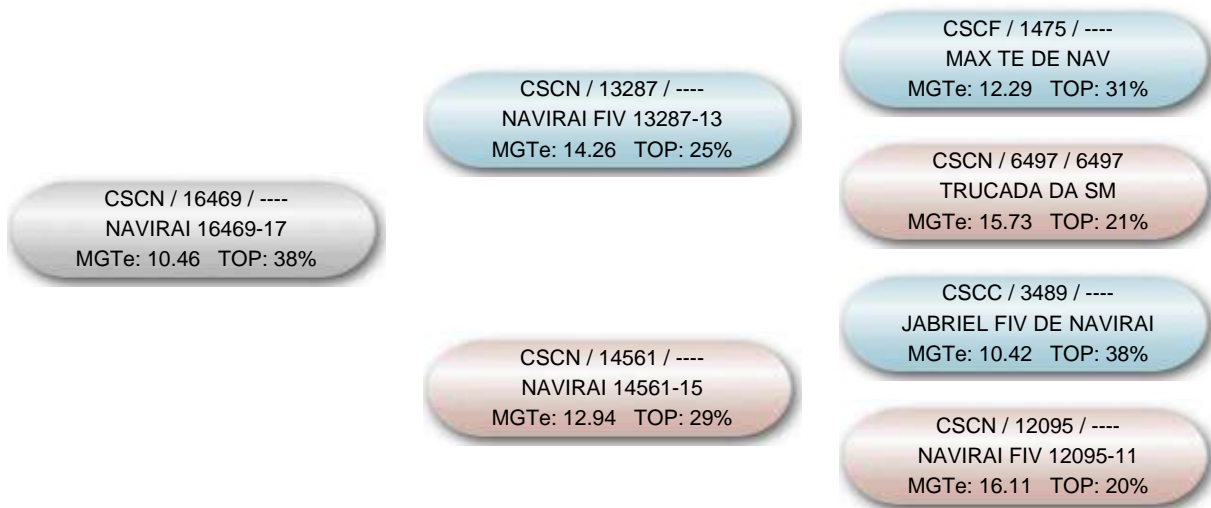 CSCN / 16469 / ----
NAVIRAI 16469-17
MGTe: 10.46 TOP: 38%
CSCN / 13287 / ----
NAVIRAI FIV 13287-13
MGTe: 14.26 TOP: 25%
CSCN / 14561 / ----
NAVIRAI 14561-15
MGTe: 12.94 TOP: 29%
CSCF / 1475 / ----
MAX TE DE NAV
MGTe: 12.29 TOP: 31%
CSCN / 6497 / 6497
TRUCADA DA SM
MGTe: 15.73 TOP: 21%
CSCC / 3489 / ----
JABRIEL FIV DE NAVIRAI
MGTe: 10.42 TOP: 38%
CSCN / 12095 / ----
NAVIRAI FIV 12095-11
MGTe: 16.11 TOP: 20%